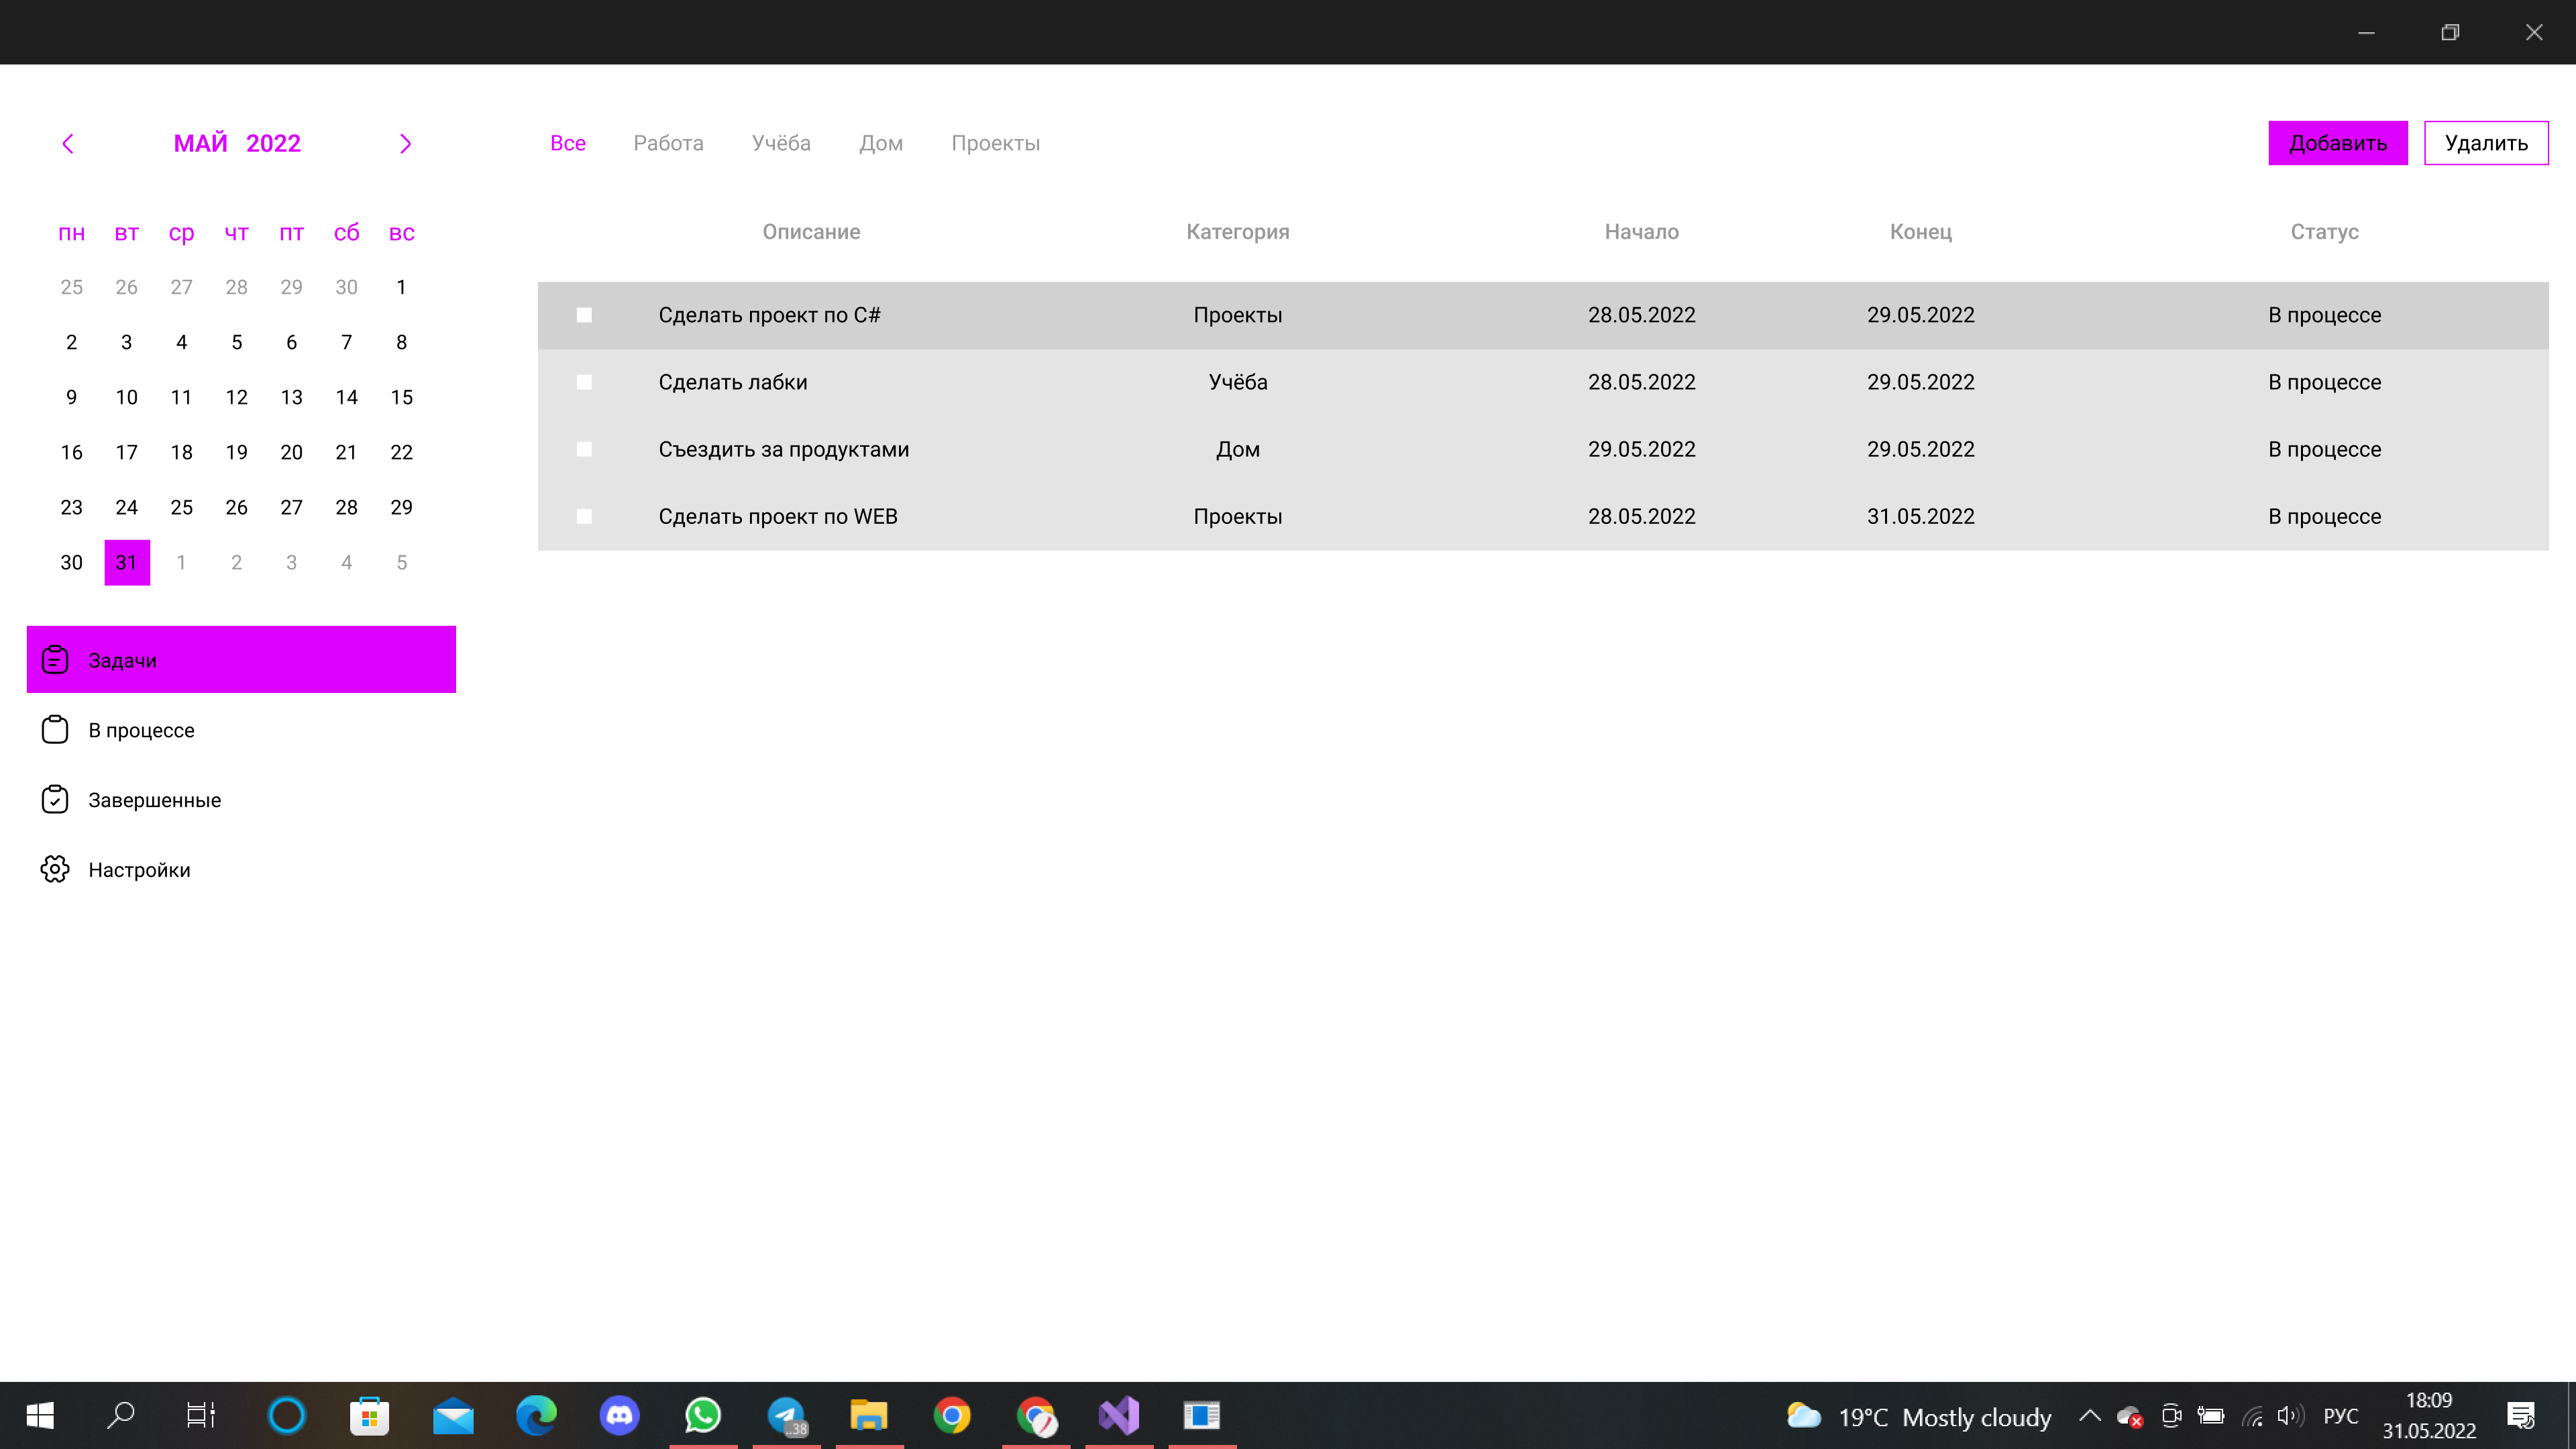 МАЙ 2022
пн вт ср чт пт сб вс
25 26 27 28 29 30 1
2 3 4 5 6 7 8
9 10 11 12 13 14 15
16 17 18 19 20 21 22
23 24 25 26 27 28 29
30 31 1 2 3 4 5
Задачи
В процессе
Завершенные
Настройки
Все Работа Учёба Дом Проекты
Добавить Удалить
Описание Категория Начало Конец Статус
Сделать проект по C# Проекты 28.05.2022 29.05.2022 В процессе
Сделать лабки Учёба 28.05.2022 29.05.2022 В процессе
Съездить за продуктами Дом 29.05.2022 29.05.2022 В процессе
Сделать проект по WEB Проекты 28.05.2022 31.05.2022 В процессе
..38
19°C Mostly cloudy
РУС
18:09
31.05.2022